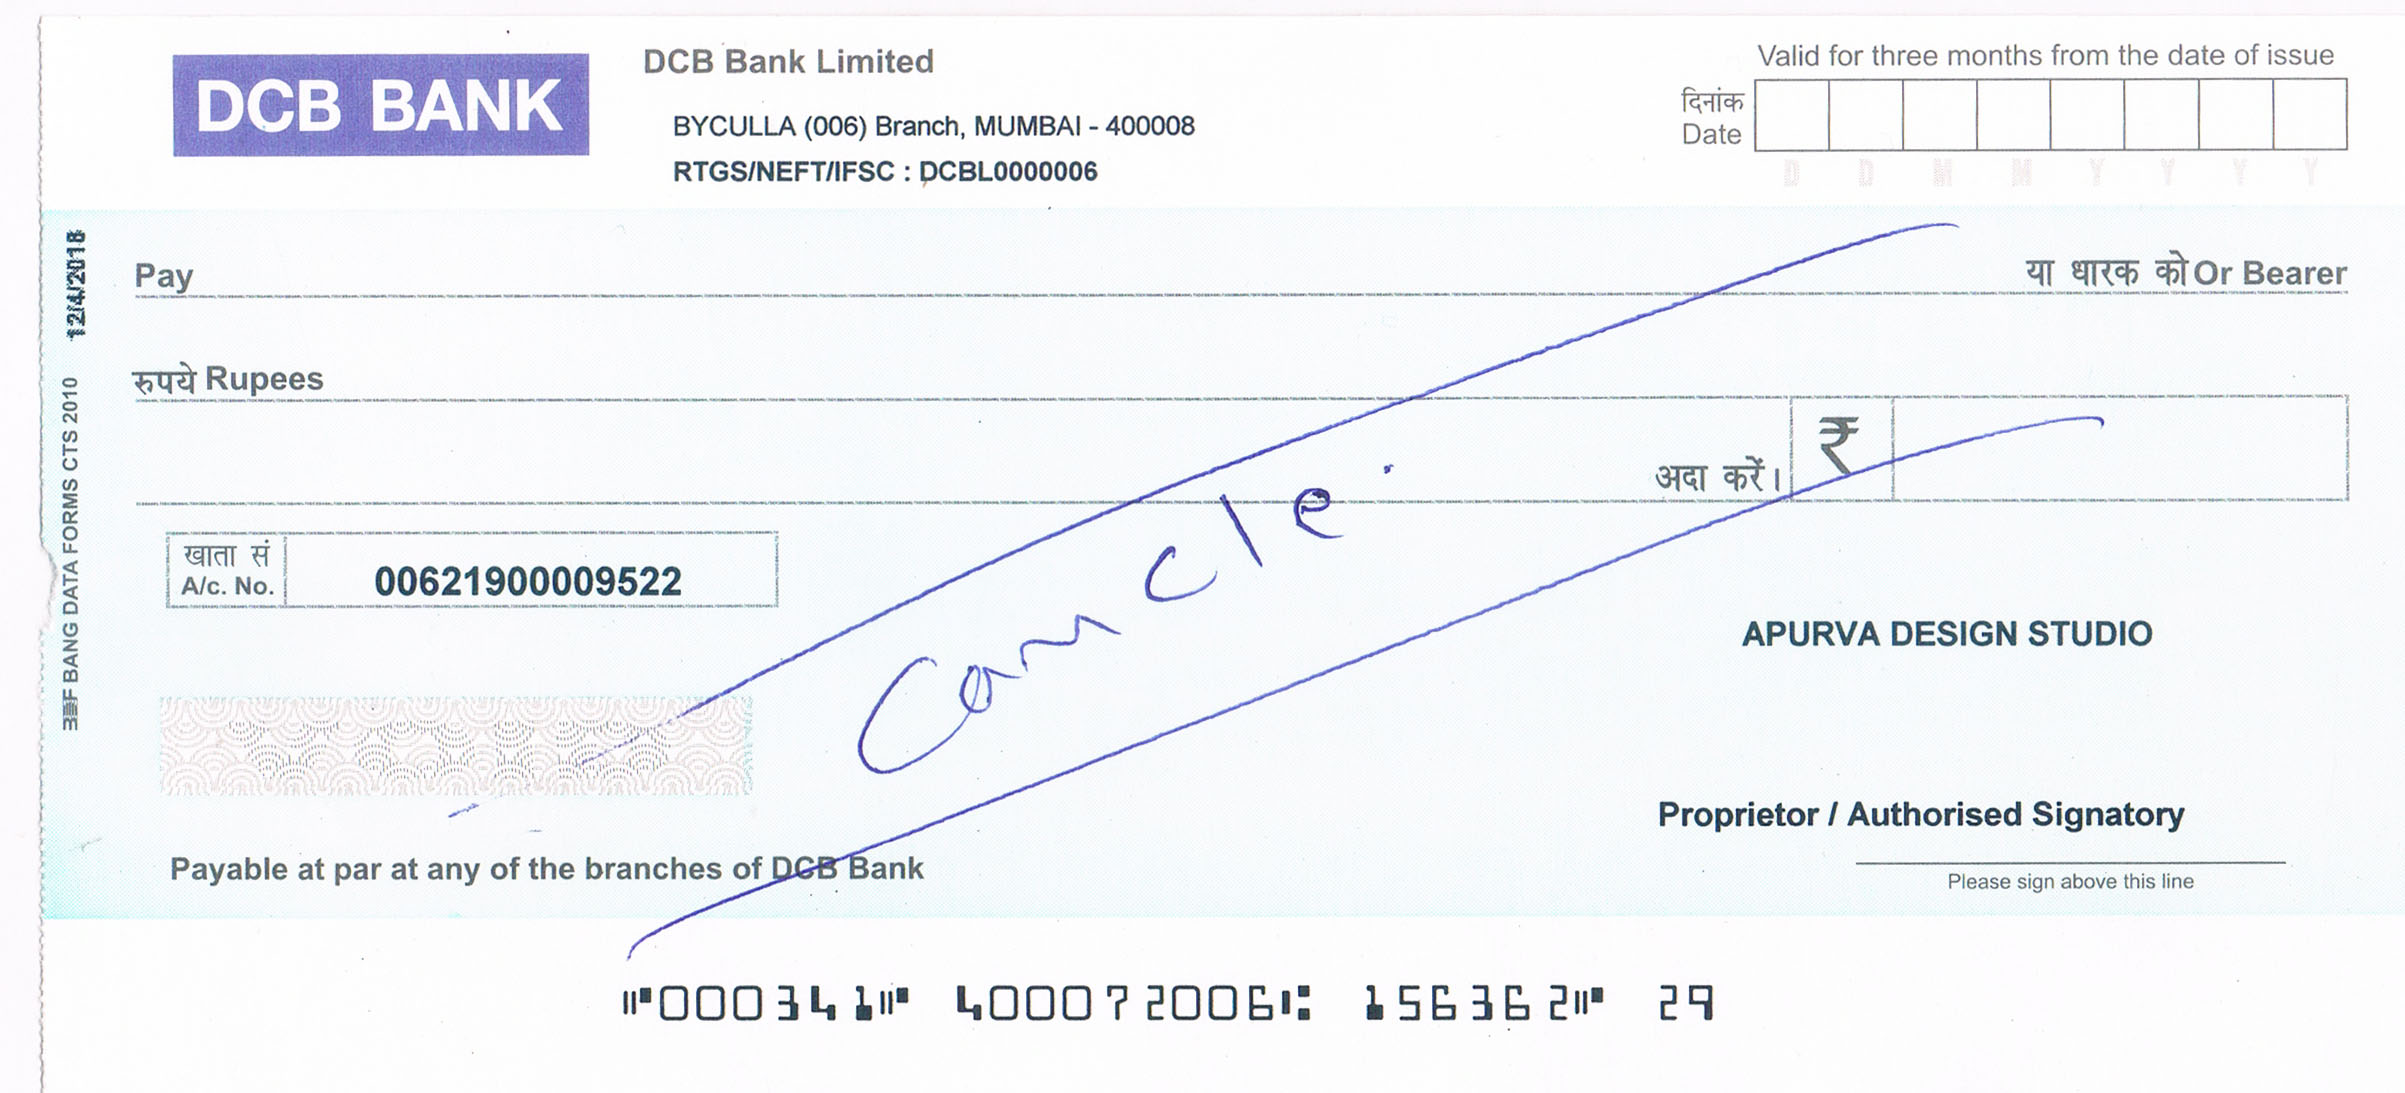 DCB BANK
DCB Bank Limited
BYCULLA (006) Branch, MUMBAI - 400008
RTGS/NEFT/IFSC : DCBL0000006
Valid for three months from the date of issue
दिनांक
Date
D D M M Y Y Y Y
12/4/2018
Pay
या धारक को Or Bearer
रुपये Rupees
अदा करें।
₹
खाता सं
A/c. No.
00621900009522
Cancle.
APURVA DESIGN STUDIO
BANG DATA FORMS CTS 2010
Proprietor / Authorised Signatory
Payable at par at any of the branches of DCB Bank
Please sign above this line
⑈000341⑈ 400072006⑆ 156362⑈ 29